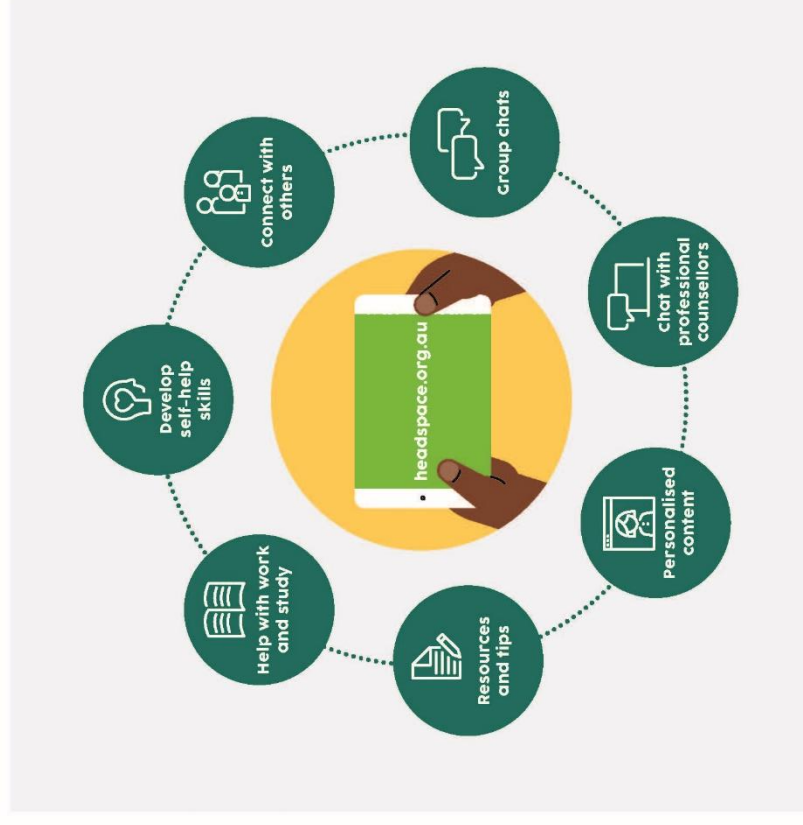 Develop
self-help
skills
connect with
others
Group chats
chat with
professional
counsellors
Personalised
content
Resources
and tips
Help with work
and study
headspace.org.au